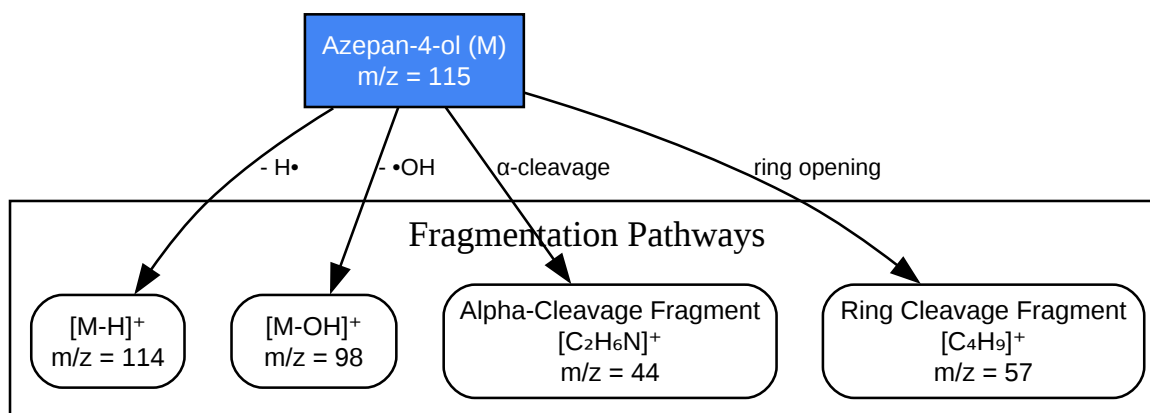 Azepan-4-ol (M)
m/z = 115
- H•
- •OH
α-cleavage
ring opening
Fragmentation Pathways
[M-H]⁺
m/z = 114
[M-OH]⁺
m/z = 98
Alpha-Cleavage Fragment
[C₂H₆N]⁺
m/z = 44
Ring Cleavage Fragment
[C₄H₉]⁺
m/z = 57